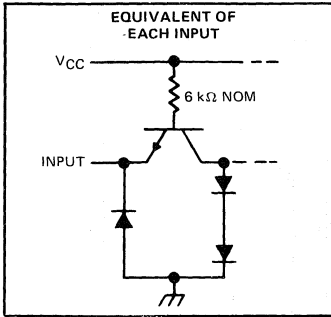 EQUIVALENT OF
EACH INPUT
VCC
6 kΩ NOM
INPUT